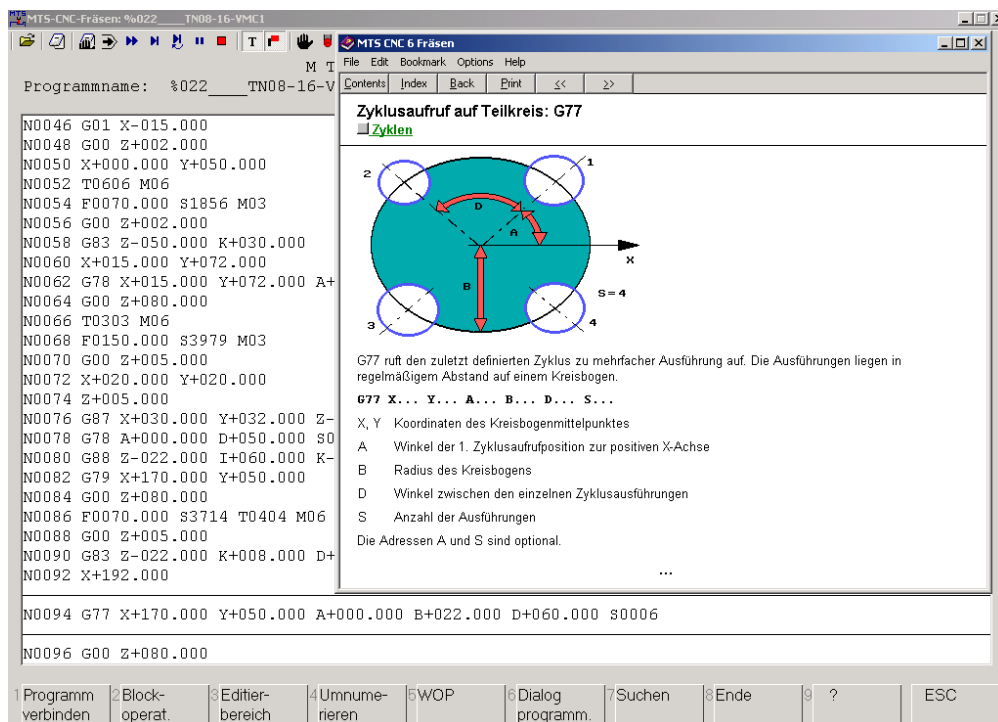 MTS-CNC-Fräsen: %022____TN08-16-VMC1
M T
Programmname: %022____TN08-16-V
N0046 G01 X-015.000
N0048 G00 Z+002.000
N0050 X+000.000 Y+050.000
N0052 T0606 M06
N0054 F0070.000 S1856 M03
N0056 G00 Z+002.000
N0058 G83 Z-050.000 K+030.000
N0060 X+015.000 Y+072.000
N0062 G78 X+015.000 Y+072.000 A+
N0064 G00 Z+080.000
N0066 T0303 M06
N0068 F0150.000 S3979 M03
N0070 G00 Z+005.000
N0072 X+020.000 Y+020.000
N0074 Z+005.000
N0076 G87 X+030.000 Y+032.000 Z-
N0078 G78 A+000.000 D+050.000 S0
N0080 G88 Z-022.000 I+060.000 K-
N0082 G79 X+170.000 Y+050.000
N0084 G00 Z+080.000
N0086 F0070.000 S3714 T0404 M06
N0088 G00 Z+005.000
N0090 G83 Z-022.000 K+008.000 D+
N0092 X+192.000
N0094 G77 X+170.000 Y+050.000 A+000.000 B+022.000 D+060.000 S0006
N0096 G00 Z+080.000
MTS CNC 6 Fräsen
File Edit Bookmark Options Help
Contents Index Back Print << >>
Zyklusaufruf auf Teilkreis: G77
Zyklen
1
2
D
A
X
B
S=4
3
4
G77 ruft den zuletzt definierten Zyklus zu mehrfacher Ausführung auf. Die Ausführungen liegen in
regelmäßigem Abstand auf einem Kreisbogen.
G77 X... Y... A... B... D... S...
X, Y Koordinaten des Kreisbogenmittelpunktes
A Winkel der 1. Zyklusaufrufposition zur positiven X-Achse
B Radius des Kreisbogens
D Winkel zwischen den einzelnen Zyklusausführungen
S Anzahl der Ausführungen
Die Adressen A und S sind optional.
...
1 Programm verbinden
2 Block- operat.
3 Editier- bereich
4 Umnume- rieren
5 WOP
6 Dialog programm.
7 Suchen
8 Ende
9 ?
ESC